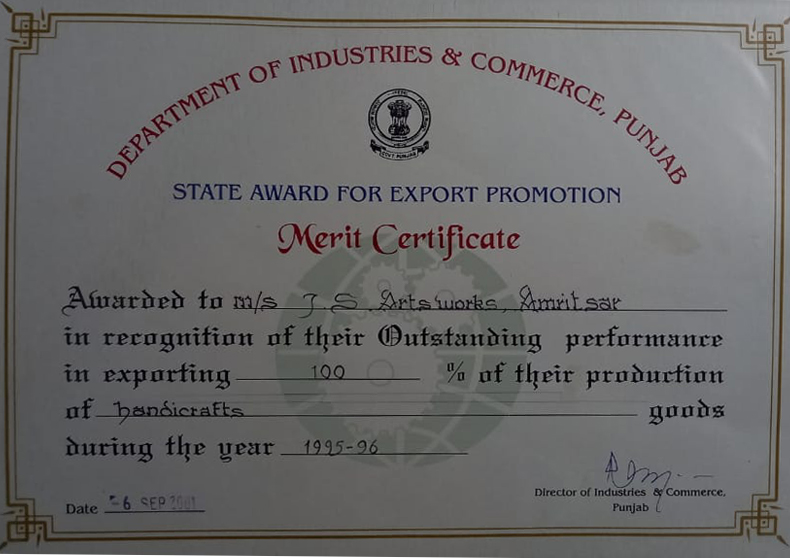 DEPARTMENT OF INDUSTRIES & COMMERCE, PUNJAB
GOVT PUNJAB
STATE AWARD FOR EXPORT PROMOTION
Merit Certificate
Awarded to m/s J.S. Artsworks, Amritsar
in recognition of their Outstanding performance
in exporting 100 % of their production
of handicrafts goods
during the year 1995-96
Date -6 SEP 2001
Director of Industries & Commerce,
Punjab